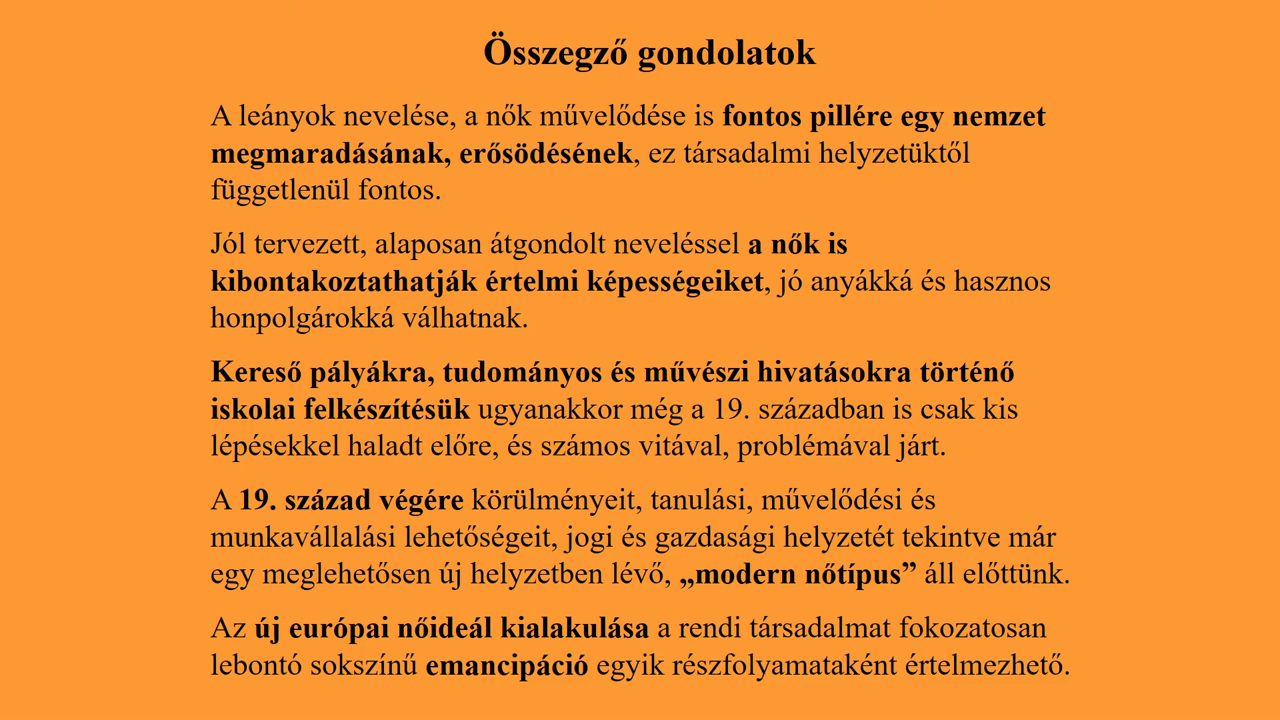 Összegző gondolatok
A leányok nevelése, a nők művelődése is fontos pillére egy nemzet
megmaradásának, erősödésének, ez társadalmi helyzetüktől
függetlenül fontos.
Jól tervezett, alaposan átgondolt neveléssel a nők is
kibontakoztathatják értelmi képességeiket, jó anyákká és hasznos
honpolgárokká válhatnak.
Kereső pályákra, tudományos és művészi hivatásokra történő
iskolai felkészítésük ugyanakkor még a 19. században is csak kis
lépésekkel haladt előre, és számos vitával, problémával járt.
A 19. század végére körülményeit, tanulási, művelődési és
munkavállalási lehetőségeit, jogi és gazdasági helyzetét tekintve már
egy meglehetősen új helyzetben lévő, „modern nőtípus” áll előttünk.
Az új európai nőideál kialakulása a rendi társadalmat fokozatosan
lebontó sokszínű emancipáció egyik részfolyamataként értelmezhető.